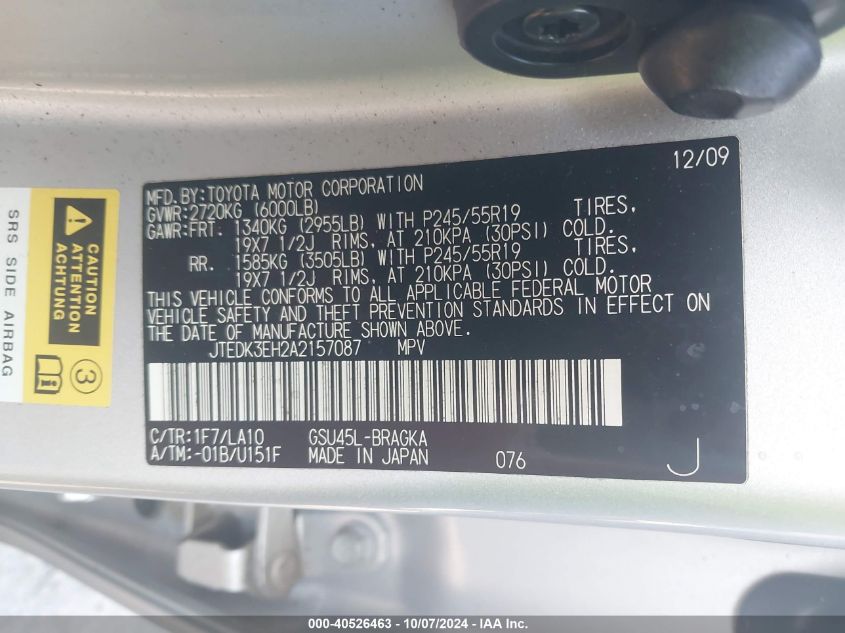 12/09
MFD.BY:TOYOTA MOTOR CORPORATION
GVWR:2720KG (6000LB)
GAWR:FRT. 1340KG (2955LB) WITH P245/55R19 TIRES,
19X7 1/2J RIMS, AT 210KPA (30PSI) COLD.
RR. 1585KG (3505LB) WITH P245/55R19 TIRES,
19X7 1/2J RIMS, AT 210KPA (30PSI) COLD.
THIS VEHICLE CONFORMS TO ALL APPLICABLE FEDERAL MOTOR
VEHICLE SAFETY AND THEFT PREVENTION STANDARDS IN EFFECT ON
THE DATE OF MANUFACTURE SHOWN ABOVE.
JTEDK3EH2A2157087 MPV
C/TR:1F7/LA10 GSU45L-BRAGKA
A/TM:-01B/U151F MADE IN JAPAN 076 J
SRS SIDE AIRBAG
CAUTION
ATTENTION
ACHTUNG
3
000-40526463 - 10/07/2024 - IAA Inc.